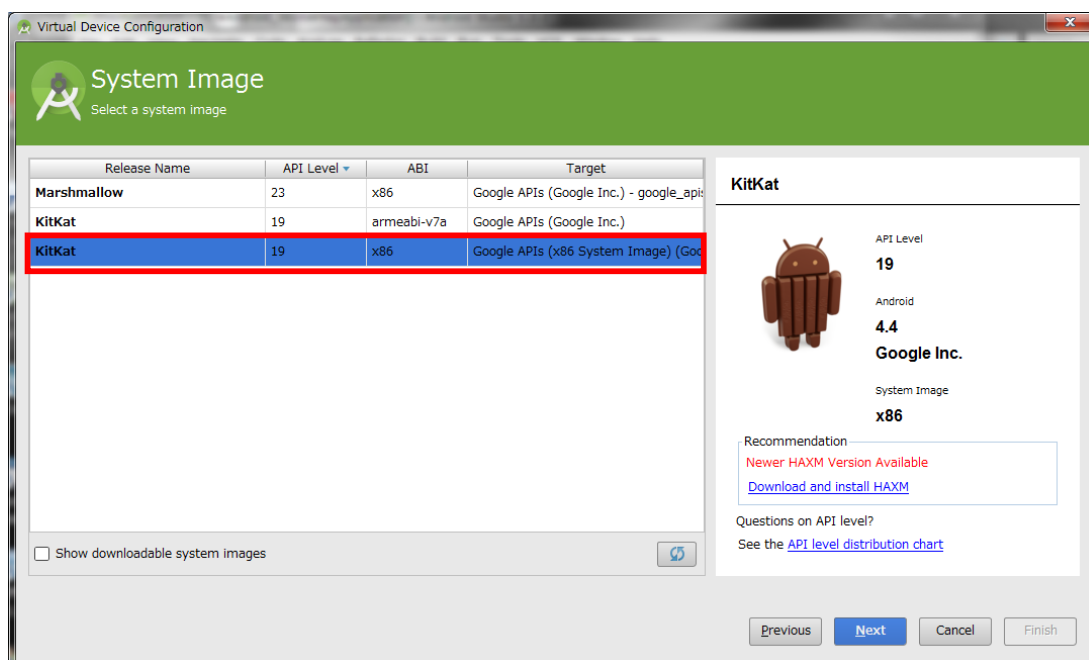 Virtual Device Configuration
System Image
Select a system image
Release Name API Level ABI Target
Marshmallow 23 x86 Google APIs (Google Inc.) - google_apis
KitKat 19 armeabi-v7a Google APIs (Google Inc.)
KitKat 19 x86 Google APIs (x86 System Image) (Goo
Show downloadable system images
KitKat
API Level
19
Android
4.4
Google Inc.
System Image
x86
Recommendation
Newer HAXM Version Available
Download and install HAXM
Questions on API level?
See the API level distribution chart
Previous Next Cancel Finish